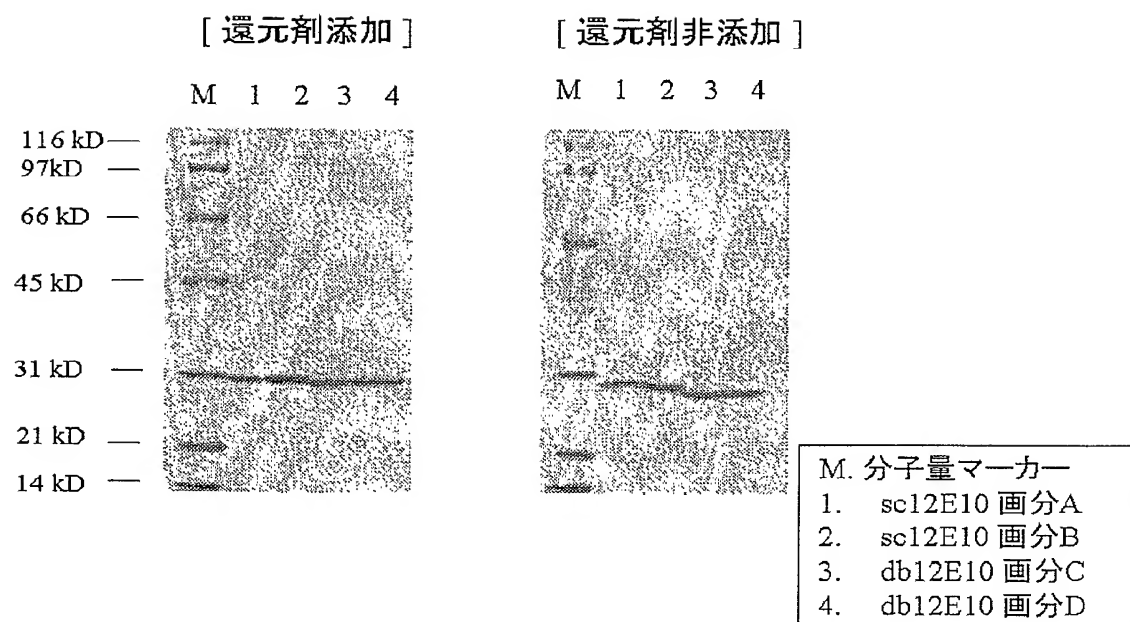 [ 還元剤添加 ]
[ 還元剤非添加 ]
M 1 2 3 4
M 1 2 3 4
116 kD
97kD
66 kD
45 kD
31 kD
21 kD
14 kD
M. 分子量マーカー
1. sc12E10 画分A
2. sc12E10 画分B
3. db12E10 画分C
4. db12E10 画分D